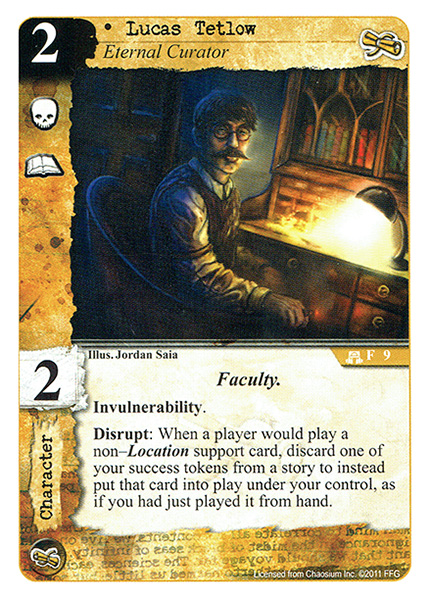 2
• Lucas Tetlow
Eternal Curator
Illus. Jordan Saia
F 9
2
Character
Faculty.
Invulnerability.
Disrupt: When a player would play a
non–Location support card, discard one of
your success tokens from a story to instead
put that card into play under your control, as
if you had just played it from hand.
Licensed from Chaosium Inc. ©2011 FFG